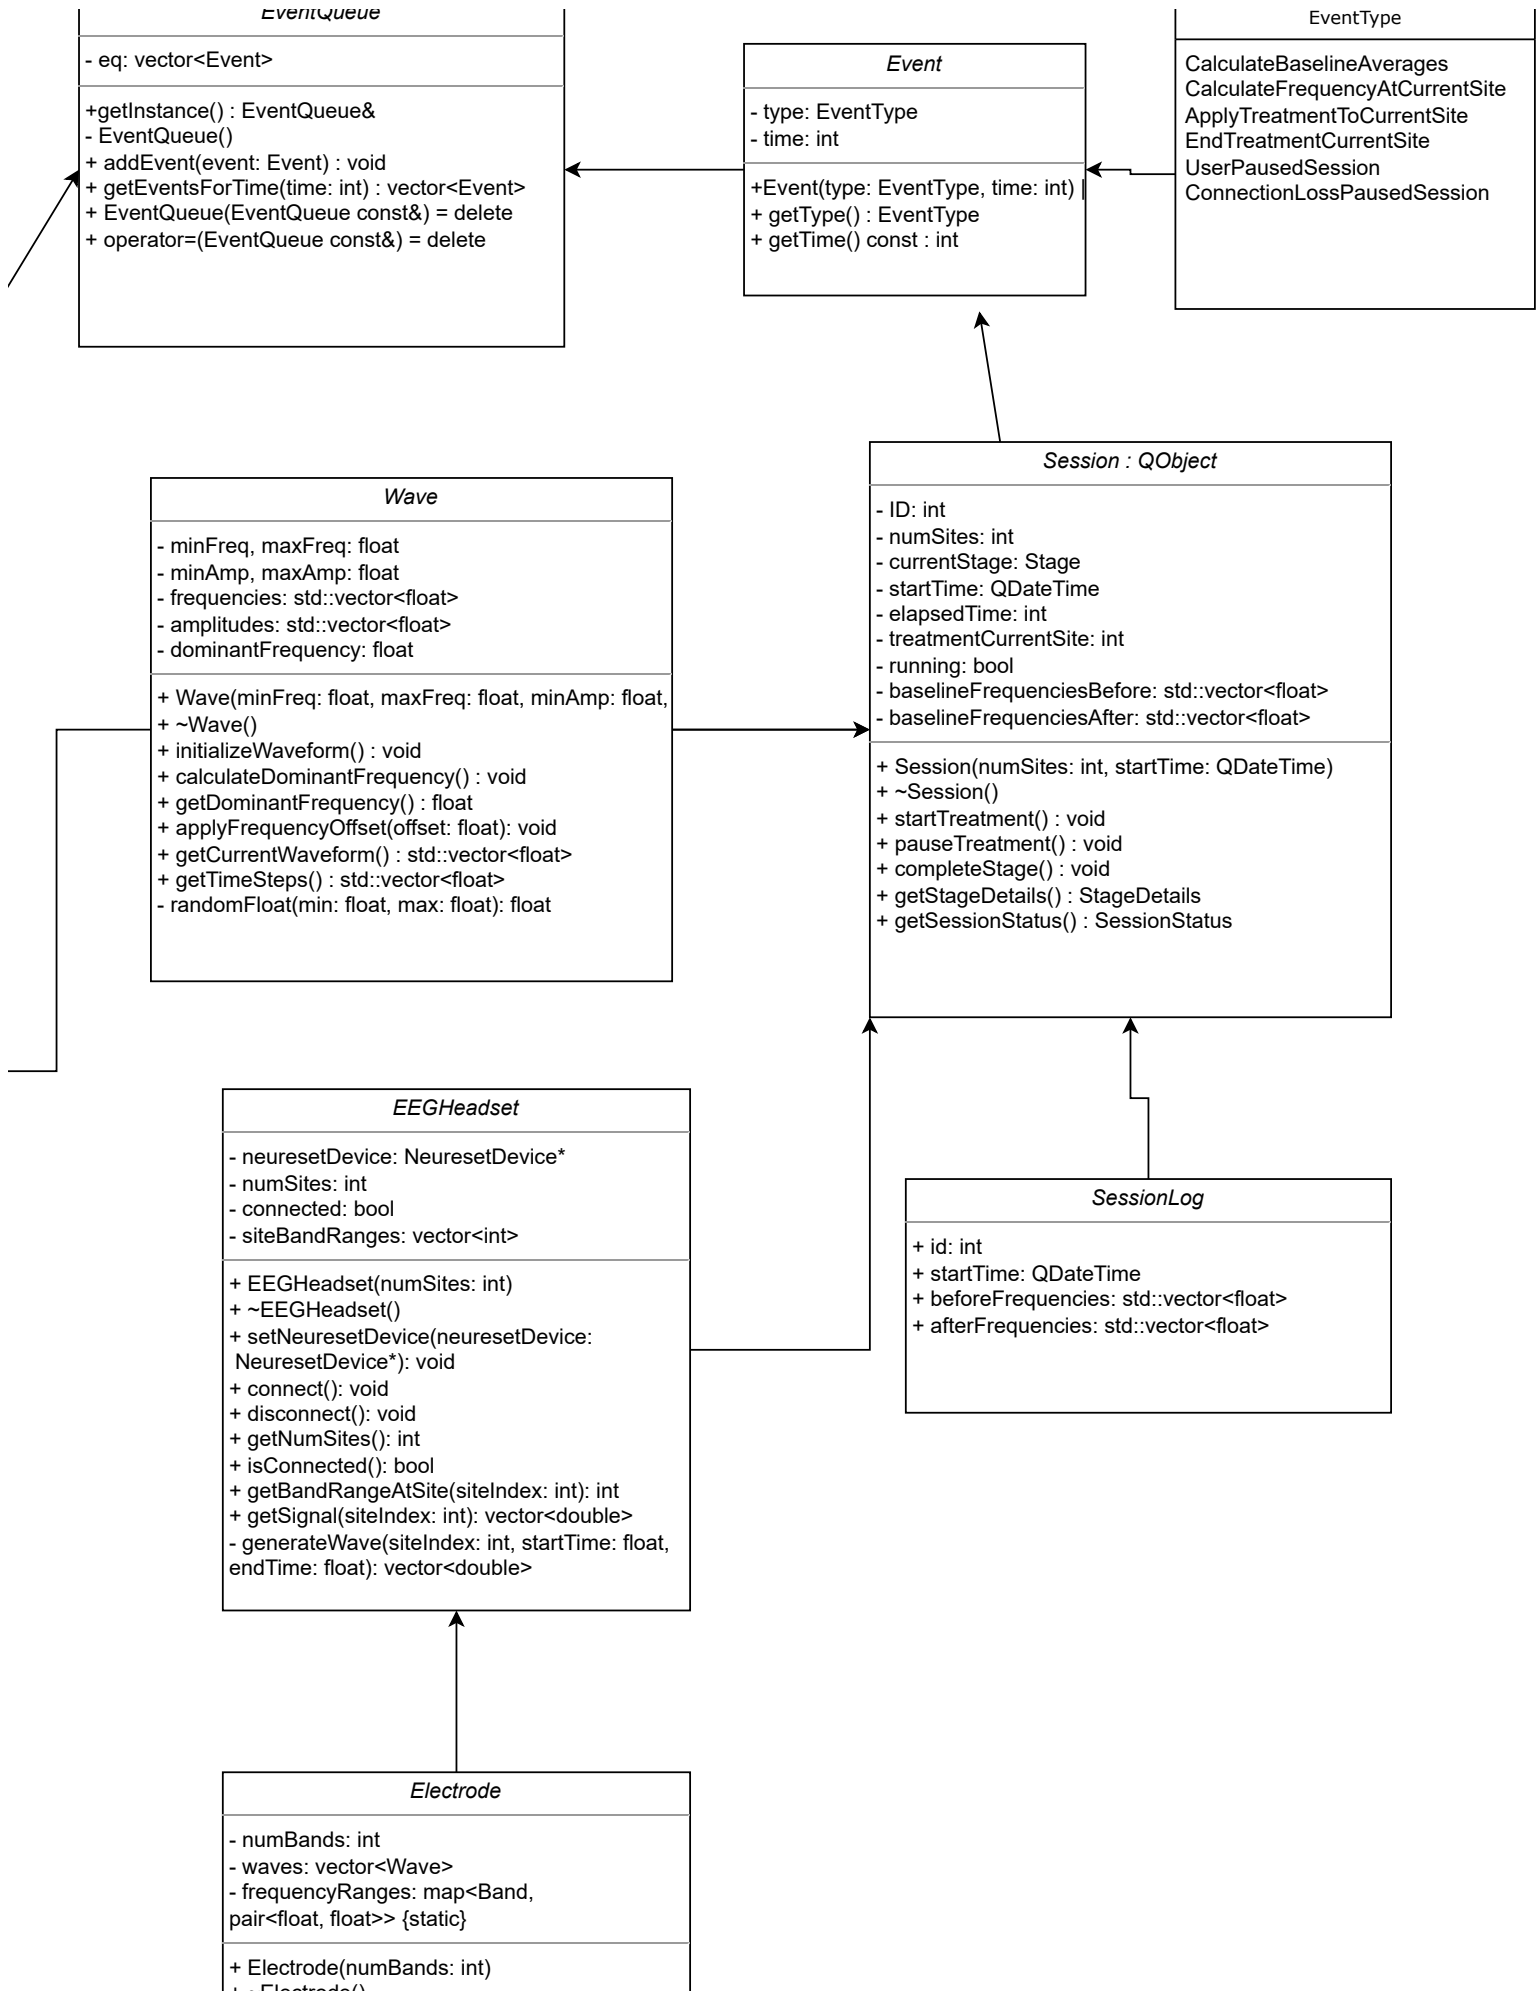 EventQueue
- eq: vector<Event>
+getInstance() : EventQueue&
- EventQueue()
+ addEvent(event: Event) : void
+ getEventsForTime(time: int) : vector<Event>
+ EventQueue(EventQueue const&) = delete
+ operator=(EventQueue const&) = delete
Event
- type: EventType
- time: int
+Event(type: EventType, time: int) |
+ getType() : EventType
+ getTime() const : int
EventType
CalculateBaselineAverages
CalculateFrequencyAtCurrentSite
ApplyTreatmentToCurrentSite
EndTreatmentCurrentSite
UserPausedSession
ConnectionLossPausedSession
Wave
- minFreq, maxFreq: float
- minAmp, maxAmp: float
- frequencies: std::vector<float>
- amplitudes: std::vector<float>
- dominantFrequency: float
+ Wave(minFreq: float, maxFreq: float, minAmp: float,
+ ~Wave()
+ initializeWaveform() : void
+ calculateDominantFrequency() : void
+ getDominantFrequency() : float
+ applyFrequencyOffset(offset: float): void
+ getCurrentWaveform() : std::vector<float>
+ getTimeSteps() : std::vector<float>
- randomFloat(min: float, max: float): float
Session : QObject
- ID: int
- numSites: int
- currentStage: Stage
- startTime: QDateTime
- elapsedTime: int
- treatmentCurrentSite: int
- running: bool
- baselineFrequenciesBefore: std::vector<float>
- baselineFrequenciesAfter: std::vector<float>
+ Session(numSites: int, startTime: QDateTime)
+ ~Session()
+ startTreatment() : void
+ pauseTreatment() : void
+ completeStage() : void
+ getStageDetails() : StageDetails
+ getSessionStatus() : SessionStatus
EEGHeadset
- neuresetDevice: NeuresetDevice*
- numSites: int
- connected: bool
- siteBandRanges: vector<int>
+ EEGHeadset(numSites: int)
+ ~EEGHeadset()
+ setNeuresetDevice(neuresetDevice:
NeuresetDevice*): void
+ connect(): void
+ disconnect(): void
+ getNumSites(): int
+ isConnected(): bool
+ getBandRangeAtSite(siteIndex: int): int
+ getSignal(siteIndex: int): vector<double>
- generateWave(siteIndex: int, startTime: float,
endTime: float): vector<double>
SessionLog
+ id: int
+ startTime: QDateTime
+ beforeFrequencies: std::vector<float>
+ afterFrequencies: std::vector<float>
Electrode
- numBands: int
- waves: vector<Wave>
- frequencyRanges: map<Band,
pair<float, float>> {static}
+ Electrode(numBands: int)
+ ~Electrode()